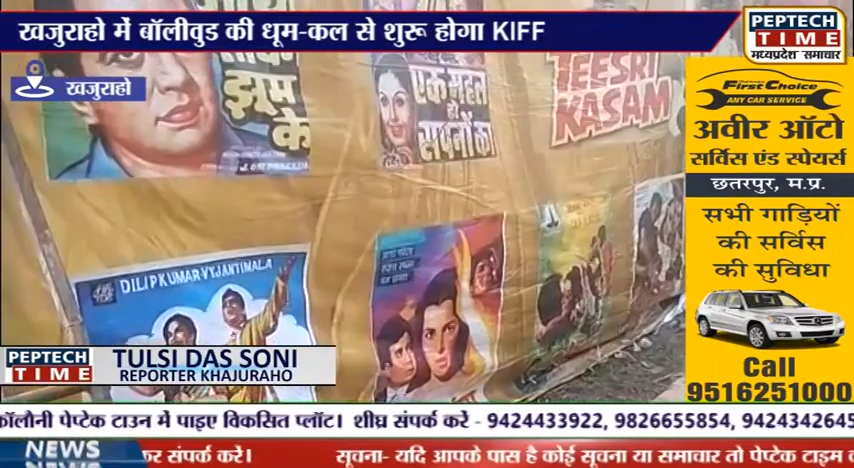 खजुराहो में बॉलीवुड की धूम-कल से शुरू होगा KIFF
PEPTECH
TIME
मध्यप्रदेश समाचार
खजुराहो
झूम
के
एक महल
हो
सपनों का
TEESRI
KASAM
DILIP KUMAR-VYJANTIMALA
First Choice
ANY CAR SERVICE
अवीर ऑटो
सर्विस एंड स्पेयर्स
छतरपुर, म.प्र.
सभी गाड़ियों
की सर्विस
की सुविधा
Call
9516251000
PEPTECH
TIME
TULSI DAS SONI
REPORTER KHAJURAHO
कॉलौनी पेप्टेक टाउन में पाइए विकसित प्लॉट। शीघ्र संपर्क करें - 9424433922, 9826655854, 9424342645
NEWS
संपर्क करें। सूचना- यदि आपके पास है कोई सूचना या समाचार तो पेप्टेक टाइम